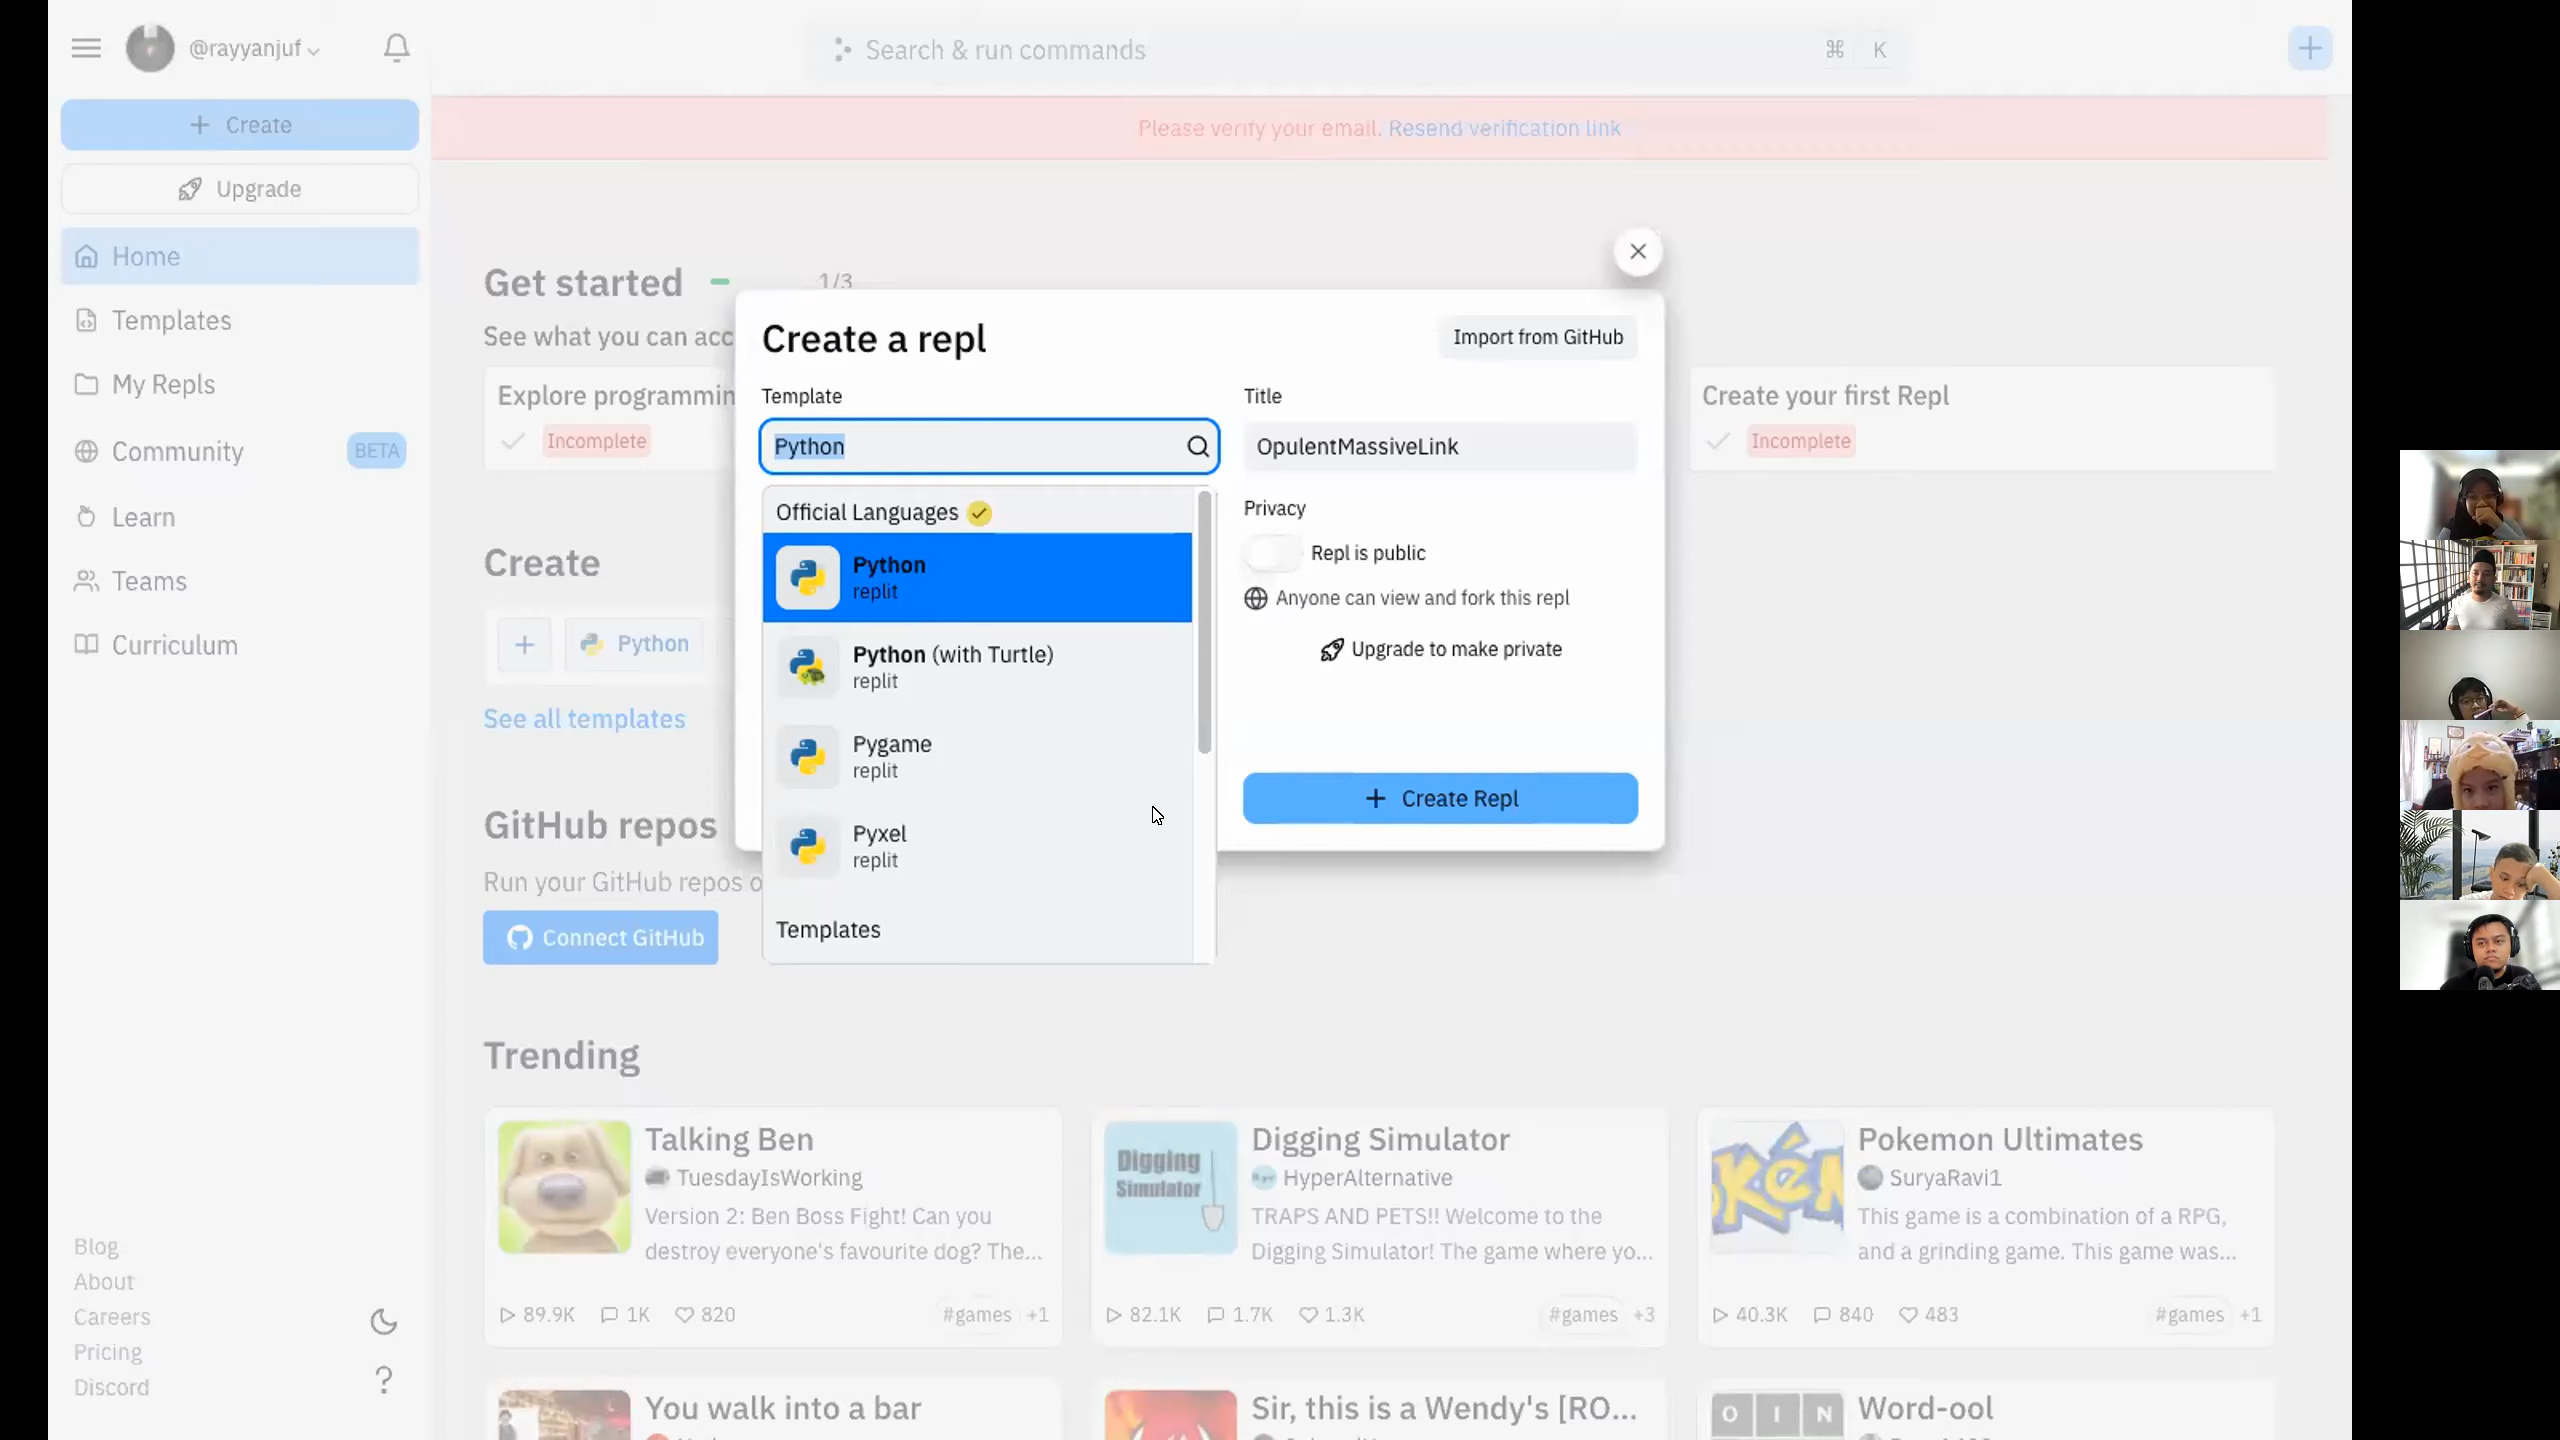 @rayyanjuf
Search & run commands
⌘ K
Create
Please verify your email. Resend verification link
Upgrade
Home
Templates
My Repls
Community BETA
Learn
Teams
Curriculum
Blog
About
Careers
Pricing
Discord
?
Get started 1/3
See what you can acc
Explore programmin
Incomplete
Create your first Repl
Incomplete
Create
Python
See all templates
GitHub repos
Run your GitHub repos o
Connect GitHub
Create a repl
Import from GitHub
Template
Python
Official Languages
Python
replit
Python (with Turtle)
replit
Pygame
replit
Pyxel
replit
Templates
Title
OpulentMassiveLink
Privacy
Repl is public
Anyone can view and fork this repl
Upgrade to make private
Create Repl
Trending
Talking Ben
TuesdayIsWorking
Version 2: Ben Boss Fight! Can you
destroy everyone's favourite dog? The...
89.9K 1K 820 #games +1
Digging
Simulator
Digging Simulator
HyperAlternative
TRAPS AND PETS!! Welcome to the
Digging Simulator! The game where yo...
82.1K 1.7K 1.3K #games +3
Pokemon Ultimates
SuryaRavi1
This game is a combination of a RPG,
and a grinding game. This game was...
40.3K 840 483 #games +1
You walk into a bar
Sir, this is a Wendy's [RO...
O I N
Word-ool